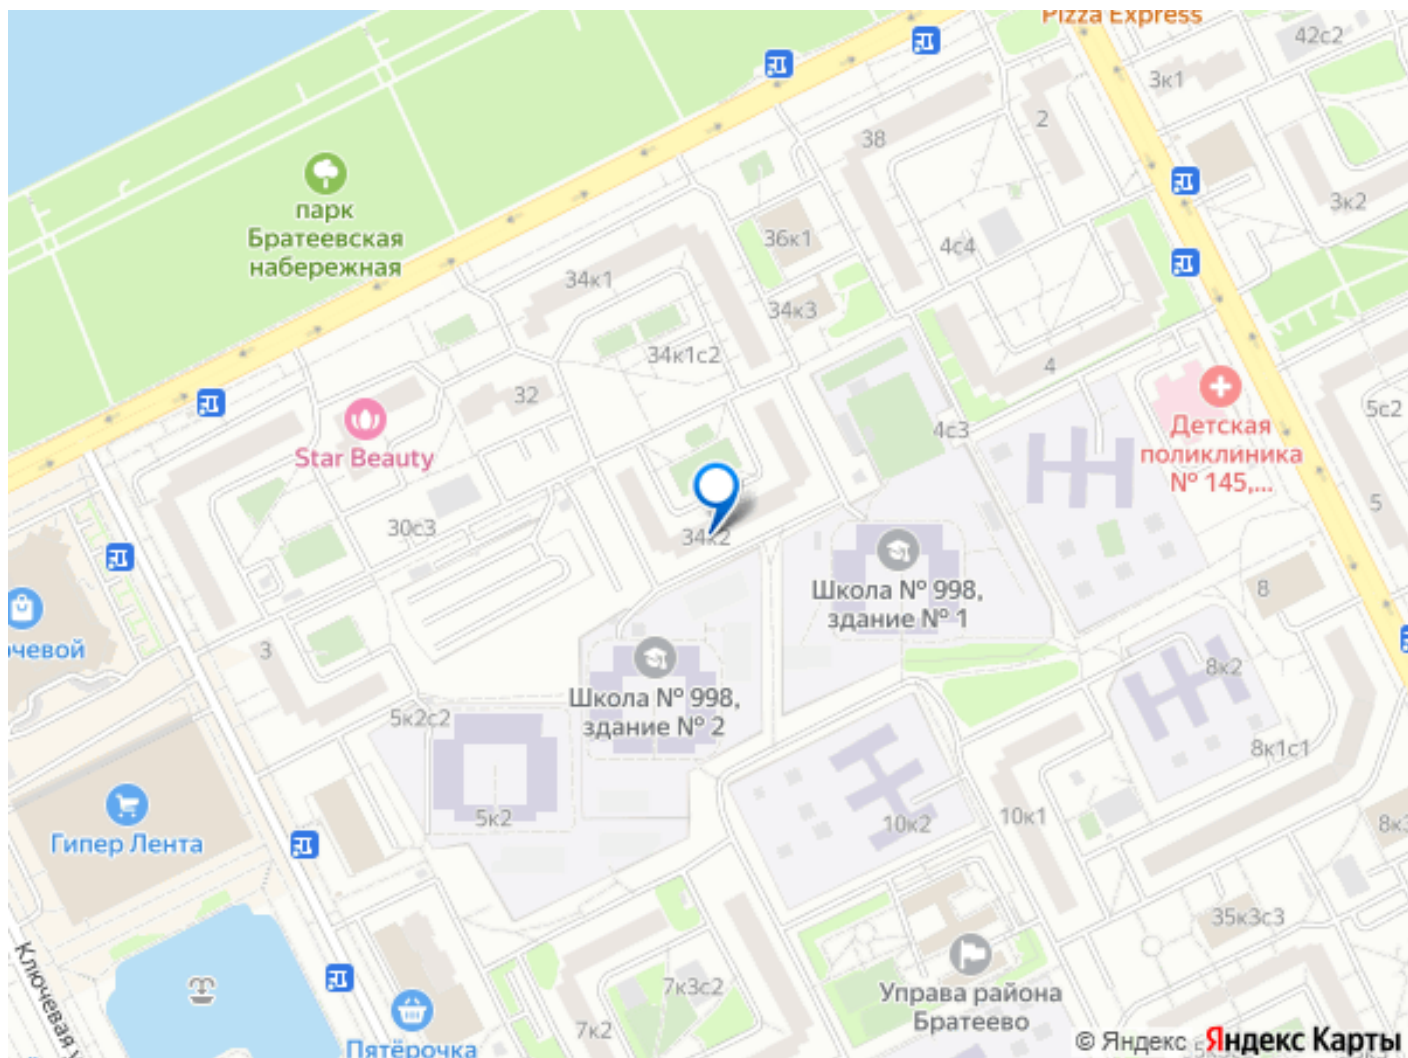 Pizza Express
42с2
3к1
2
38
парк
Братеевская
набережная
3к2
36к1
4с4
34к1
34к3
34к1с2
4
32
Детская
поликлиника
№ 145,...
5с2
4с3
Star Beauty
30с3
5
34к2
Школа № 998,
здание № 1
8
чевой
3
8к2
Школа № 998,
здание № 2
5к2с2
8к1с1
Гипер Лента
5к2
10к2
10к1
8к3
35к3с3
Ключевая у
7к3с2
Управа района
Братеево
7к2
Пятёрочка
© Яндекс Яндекс Карты